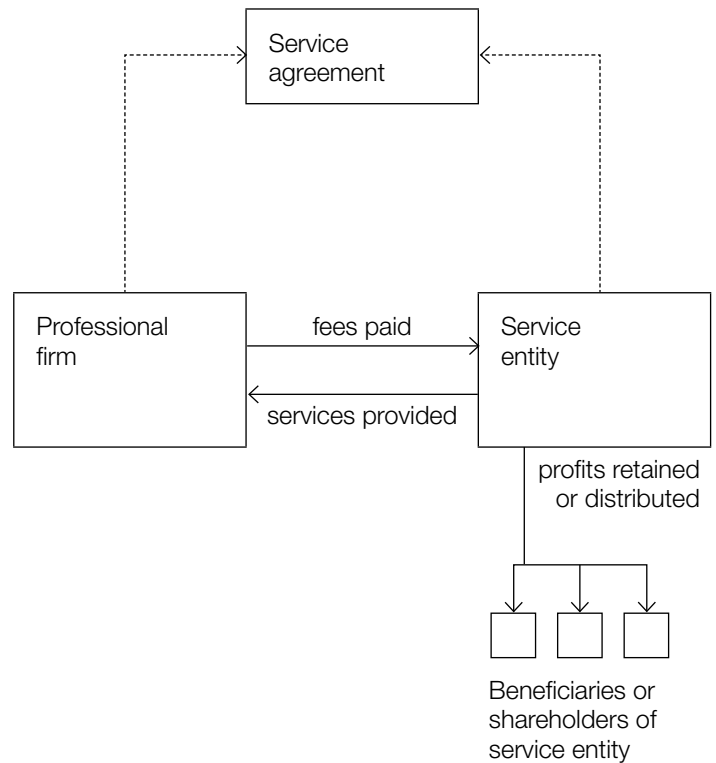 Service
agreement
Professional
firm
fees paid
services provided
Service
entity
profits retained
or distributed
Beneficiaries or
shareholders of
service entity